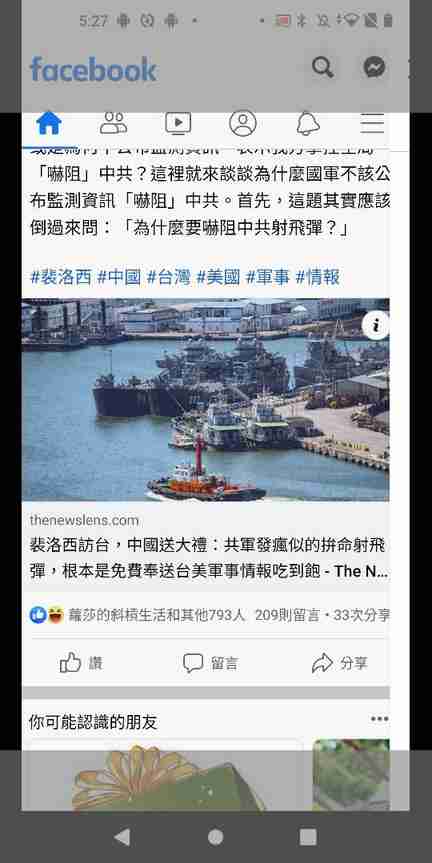 5:27
facebook
「嚇阻」中共？這裡就來談談為什麼國軍不該公
布監測資訊「嚇阻」中共。首先，這題其實應該
倒過來問：「為什麼要嚇阻中共射飛彈？」
#裴洛西 #中國 #台灣 #美國 #軍事 #情報
thenewslens.com
裴洛西訪台，中國送大禮：共軍發瘋似的拚命射飛
彈，根本是免費奉送台美軍事情報吃到飽 - The N...
蘿莎的斜槓生活和其他793人 209則留言・33次分享
讚 留言 分享
你可能認識的朋友